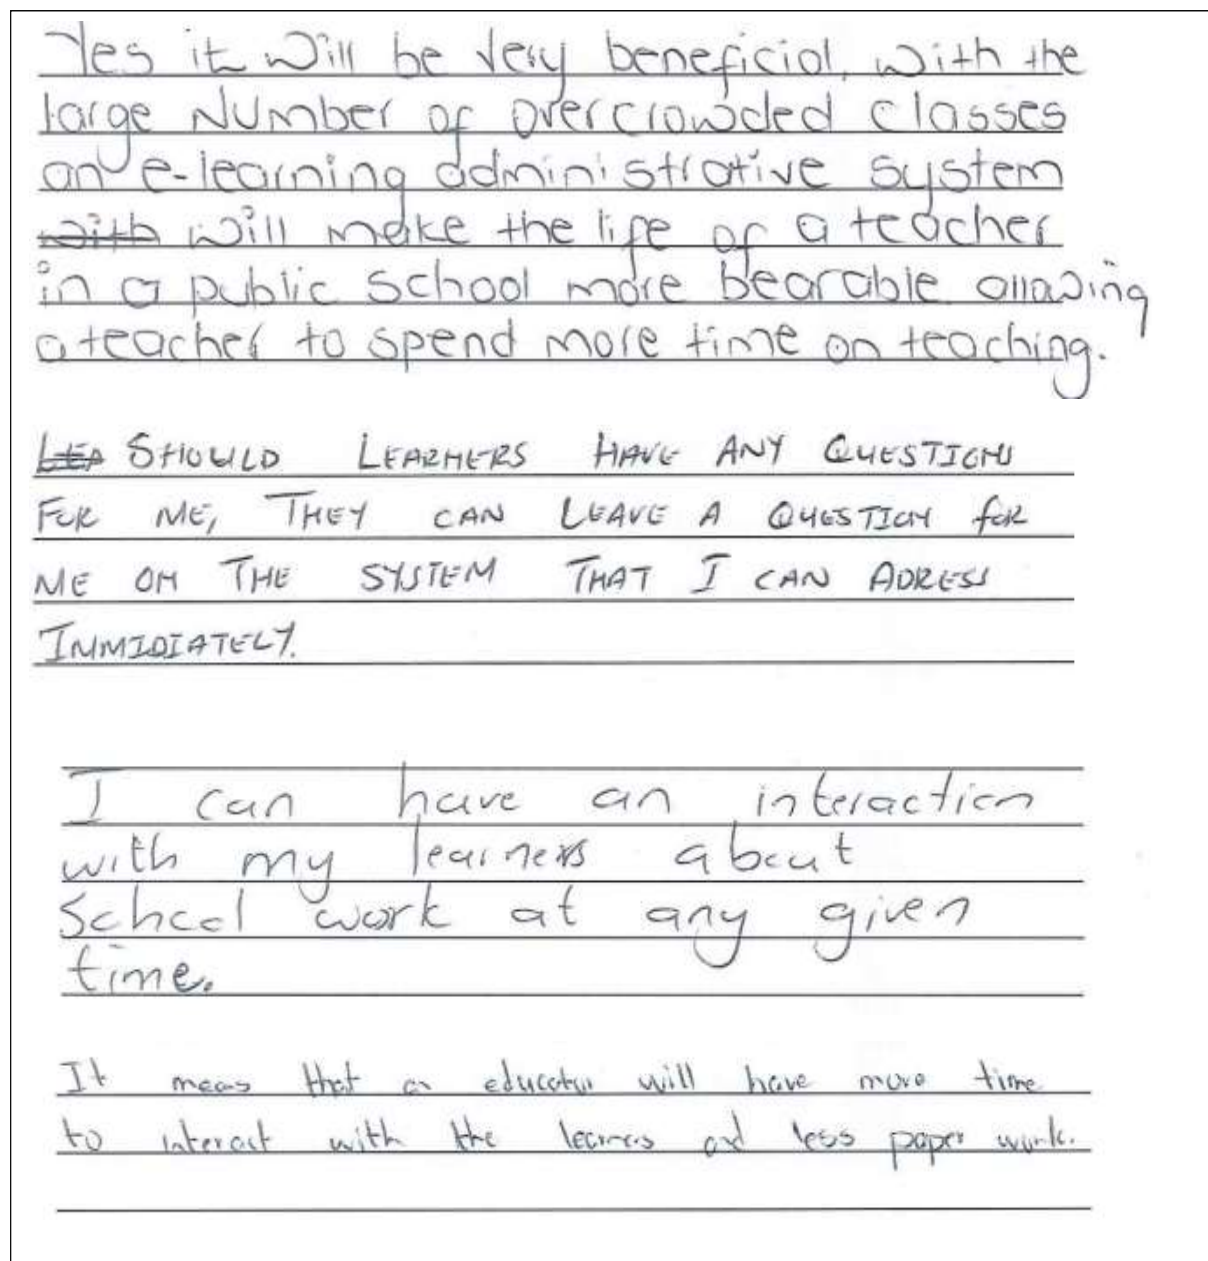 Yes it will be very beneficial, with the
large Number of overcrowded classes
an e-learning administrative system
with will make the life of a teacher
in a public school more bearable allowing
a teacher to spend more time on teaching.
LEA SHOULD LEARNERS HAVE ANY QUESTIONS
FOR ME, THEY CAN LEAVE A QUESTION for
ME ON THE SYSTEM THAT I CAN ADRESS
IMMIDIATELY.
I can have an interaction
with my learners about
School work at any given
time.
It means that a educator will have more time
to interact with the learners and less paper work.